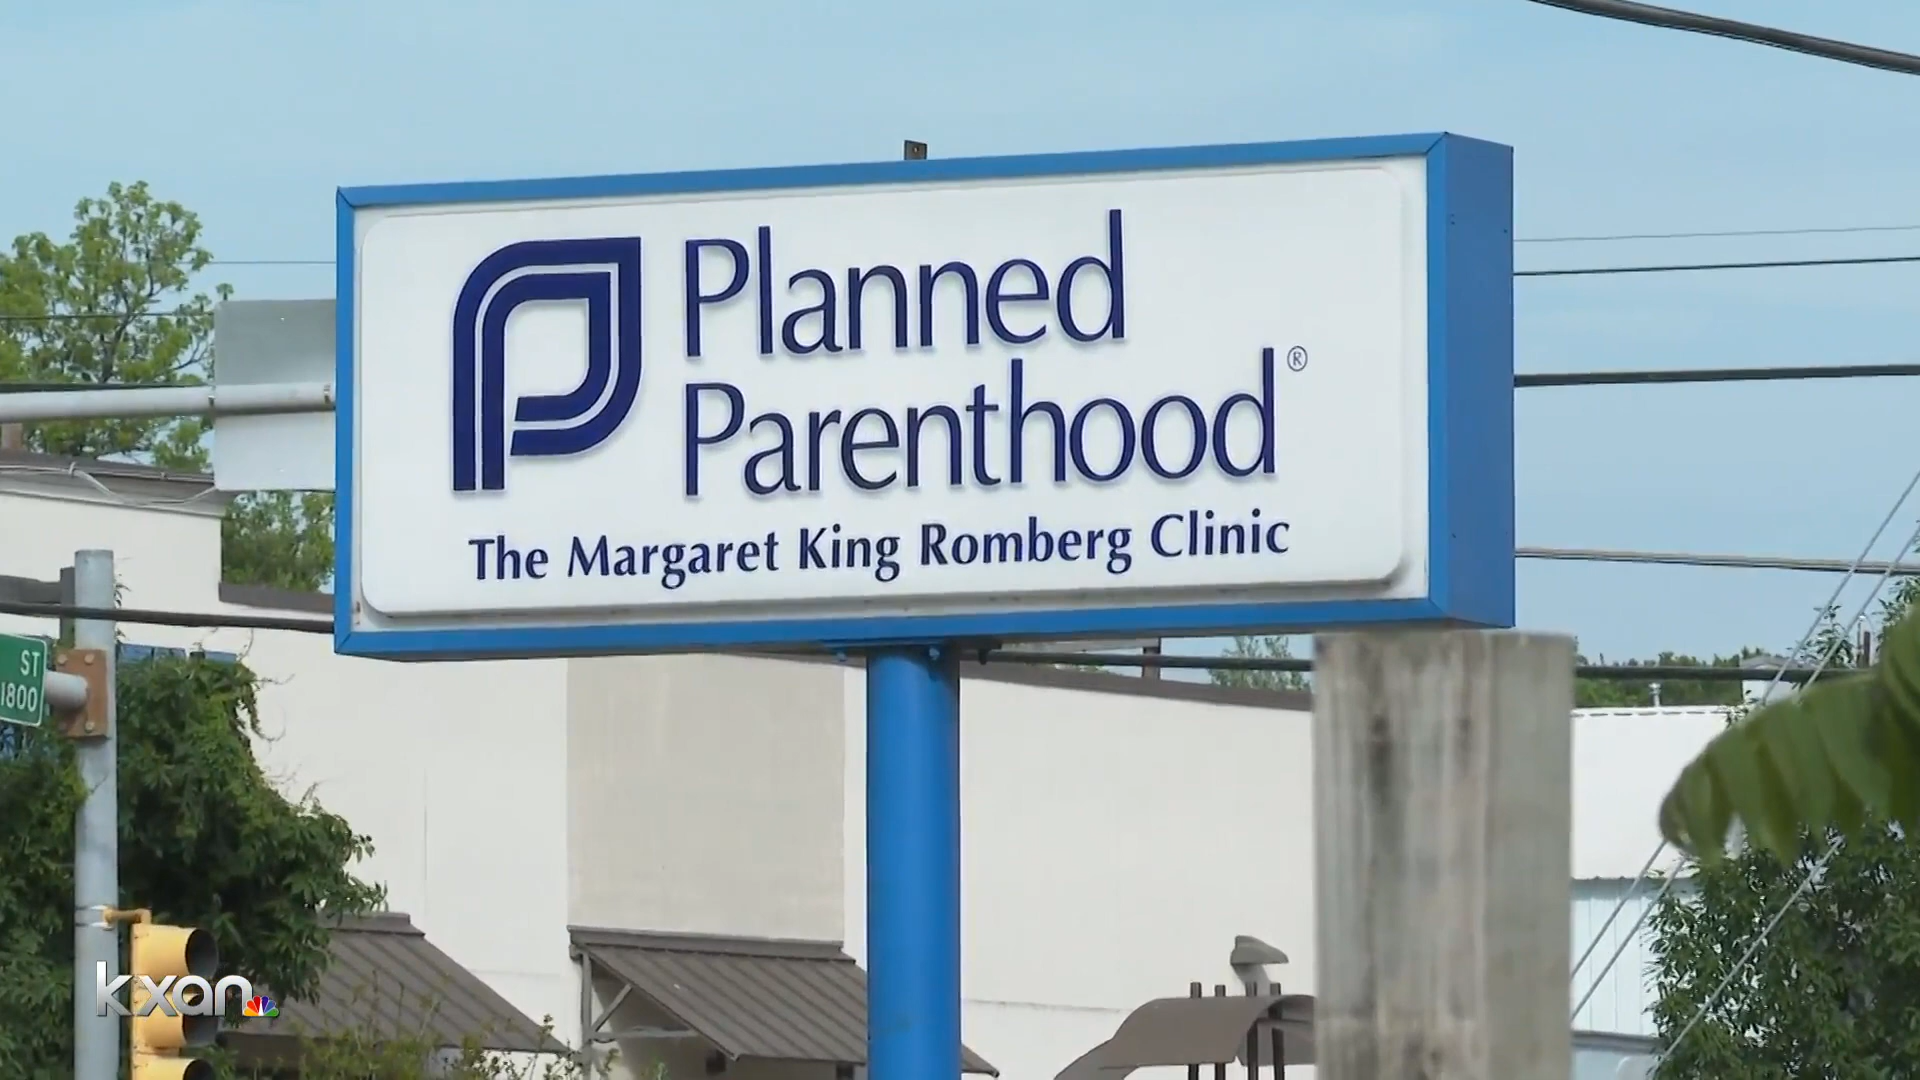 Planned
Parenthood®
The Margaret King Romberg Clinic
ST
1800
kxan